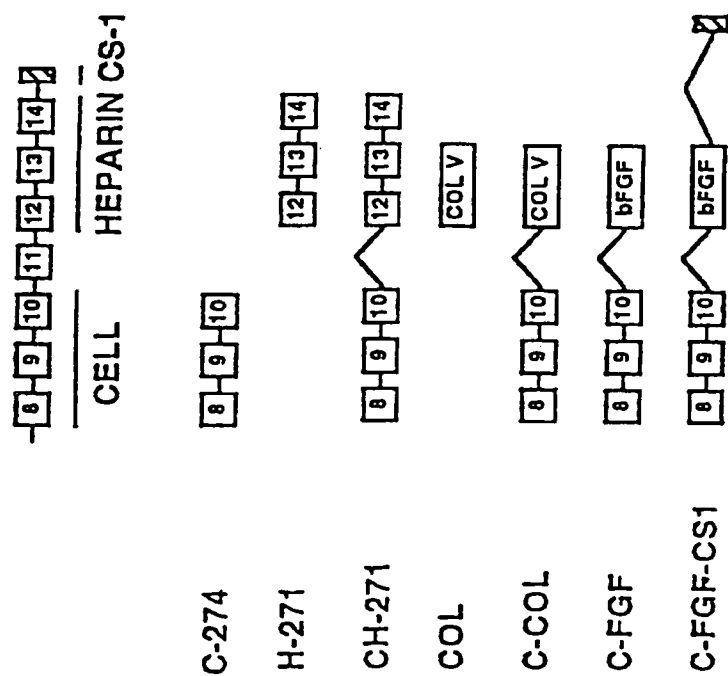 8 9 10 11 12 13 14
CELL HEPARIN CS-1
C-274 8 9 10
H-271 12 13 14
CH-271 8 9 10 12 13 14
COL COL V
C-COL 8 9 10 COL V
C-FGF 8 9 10 bFGF
C-FGF-CS1 8 9 10 bFGF